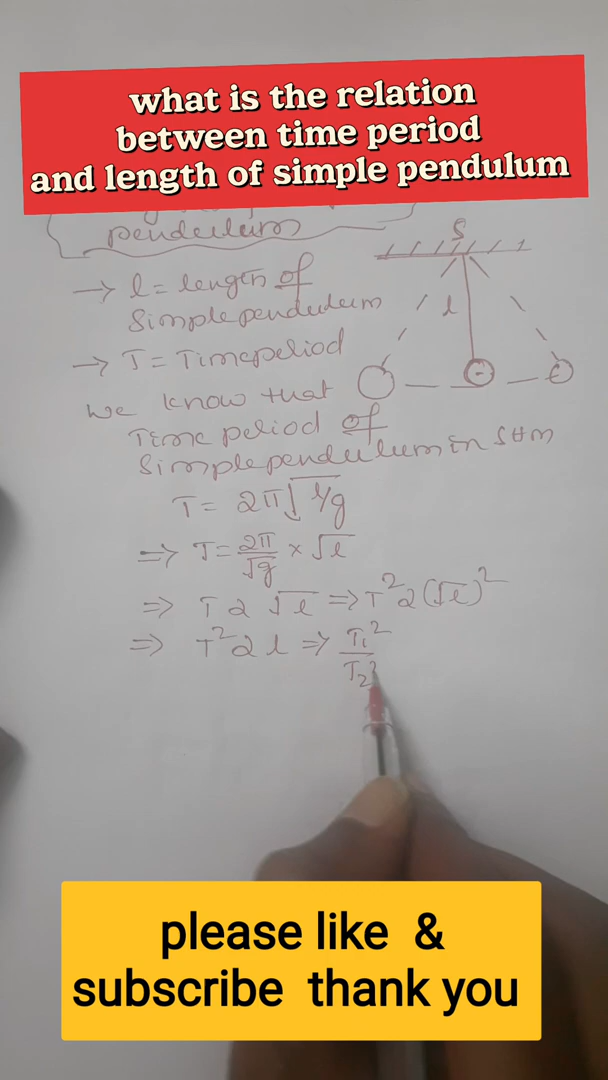 what is the relation
between time period
and length of simple pendulum
pendulum
S
→ l = length of
Simple pendulum
l
→ T = Time period
we know that
Time period of
Simple pendulum in SHM
T = 2π√l/g
⇒ T = 2π/√g × √l
⇒ T α √l ⇒ T² α (√l)²
⇒ T² α l ⇒ T₁²/T₂²
please like &
subscribe thank you